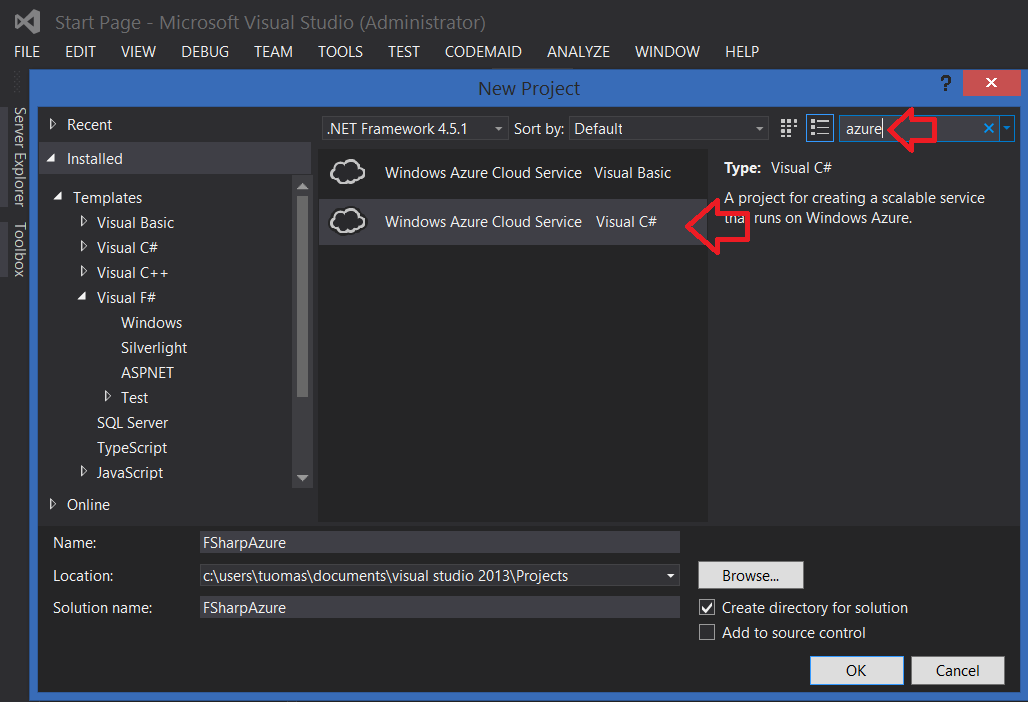 Start Page - Microsoft Visual Studio (Administrator)
FILE EDIT VIEW DEBUG TEAM TOOLS TEST CODEMAID ANALYZE WINDOW HELP
Server Explorer
Toolbox
New Project
?
Recent
Installed
Templates
Visual Basic
Visual C#
Visual C++
Visual F#
Windows
Silverlight
ASPNET
Test
SQL Server
TypeScript
JavaScript
Online
.NET Framework 4.5.1 Sort by: Default
azure
Windows Azure Cloud Service Visual Basic
Windows Azure Cloud Service Visual C#
Type: Visual C#
A project for creating a scalable service
that runs on Windows Azure.
Name: FSharpAzure
Location: c:\users\tuomas\documents\visual studio 2013\Projects
Browse...
Solution name: FSharpAzure
Create directory for solution
Add to source control
OK Cancel